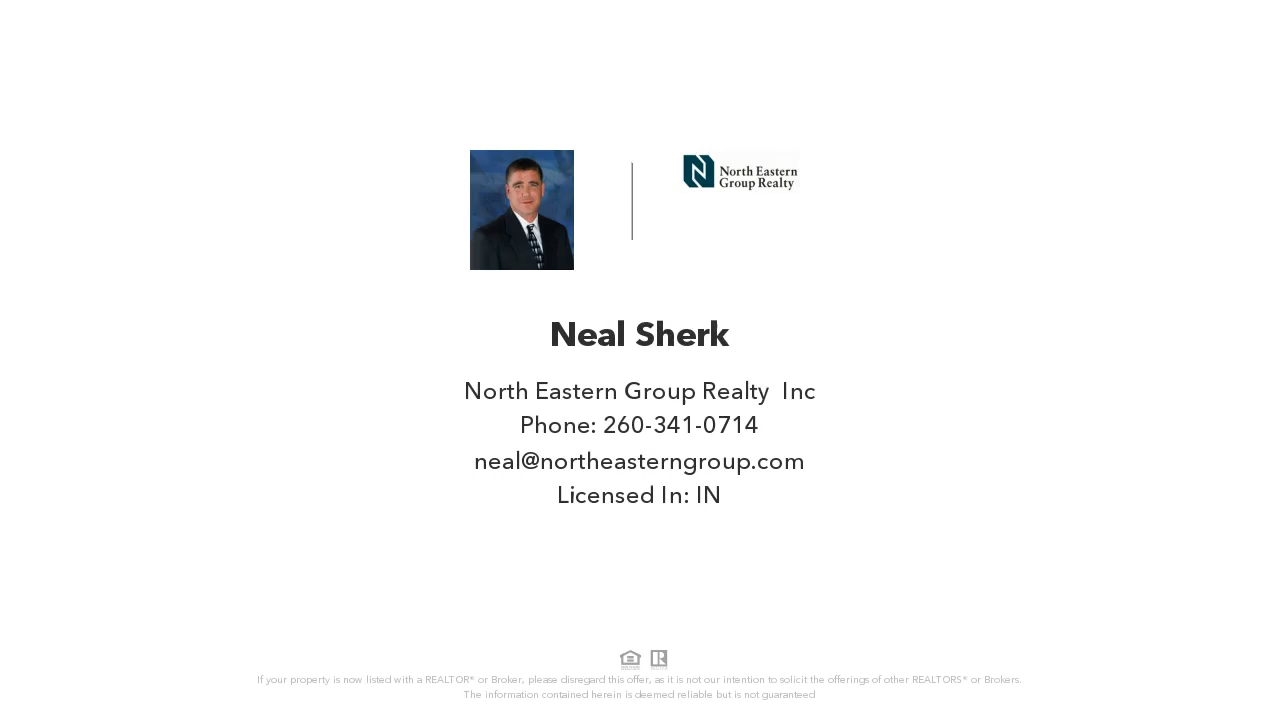 North Eastern
Group Realty
Neal Sherk
North Eastern Group Realty  Inc
Phone: 260-341-0714
neal@northeasterngroup.com
Licensed In: IN
If your property is now listed with a REALTOR® or Broker, please disregard this offer, as it is not our intention to solicit the offerings of other REALTORS® or Brokers.
The information contained herein is deemed reliable but is not guaranteed